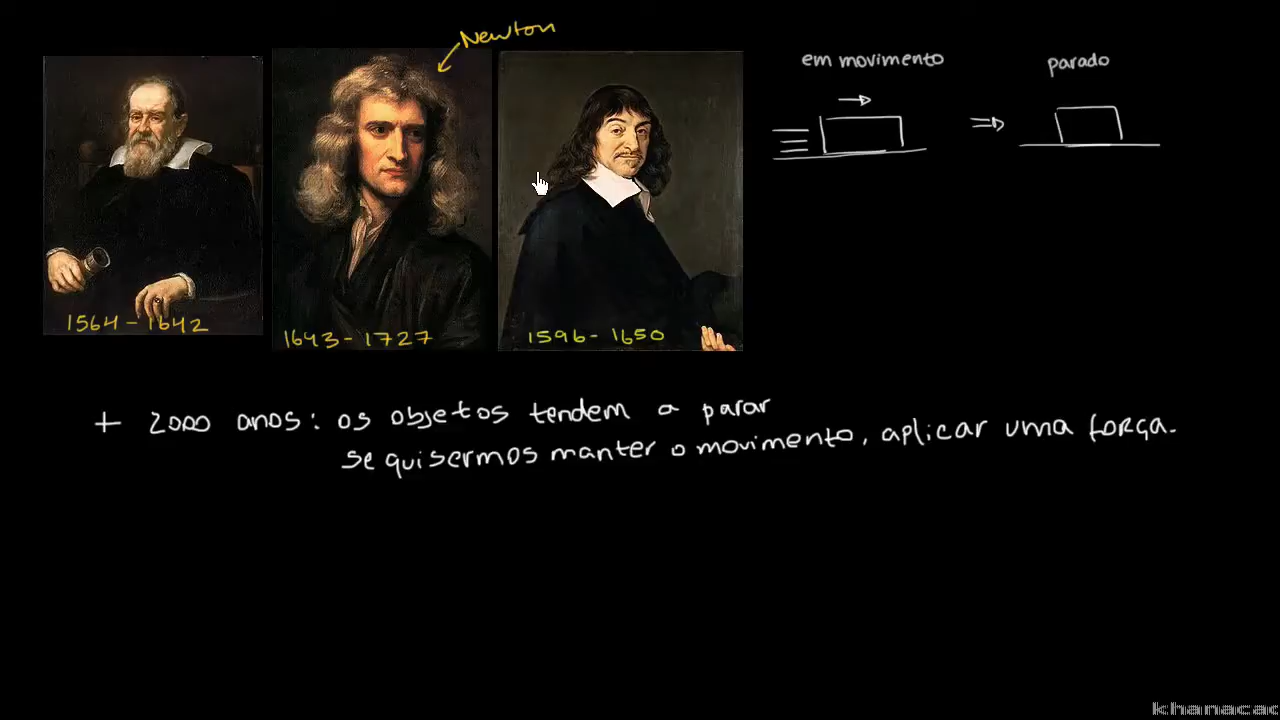 Newton
em movimento
parado
1564 - 1642
1643 - 1727
1596 - 1650
+ 2000 anos: os objetos tendem a parar
se quisermos manter o movimento, aplicar uma força.
khanacad